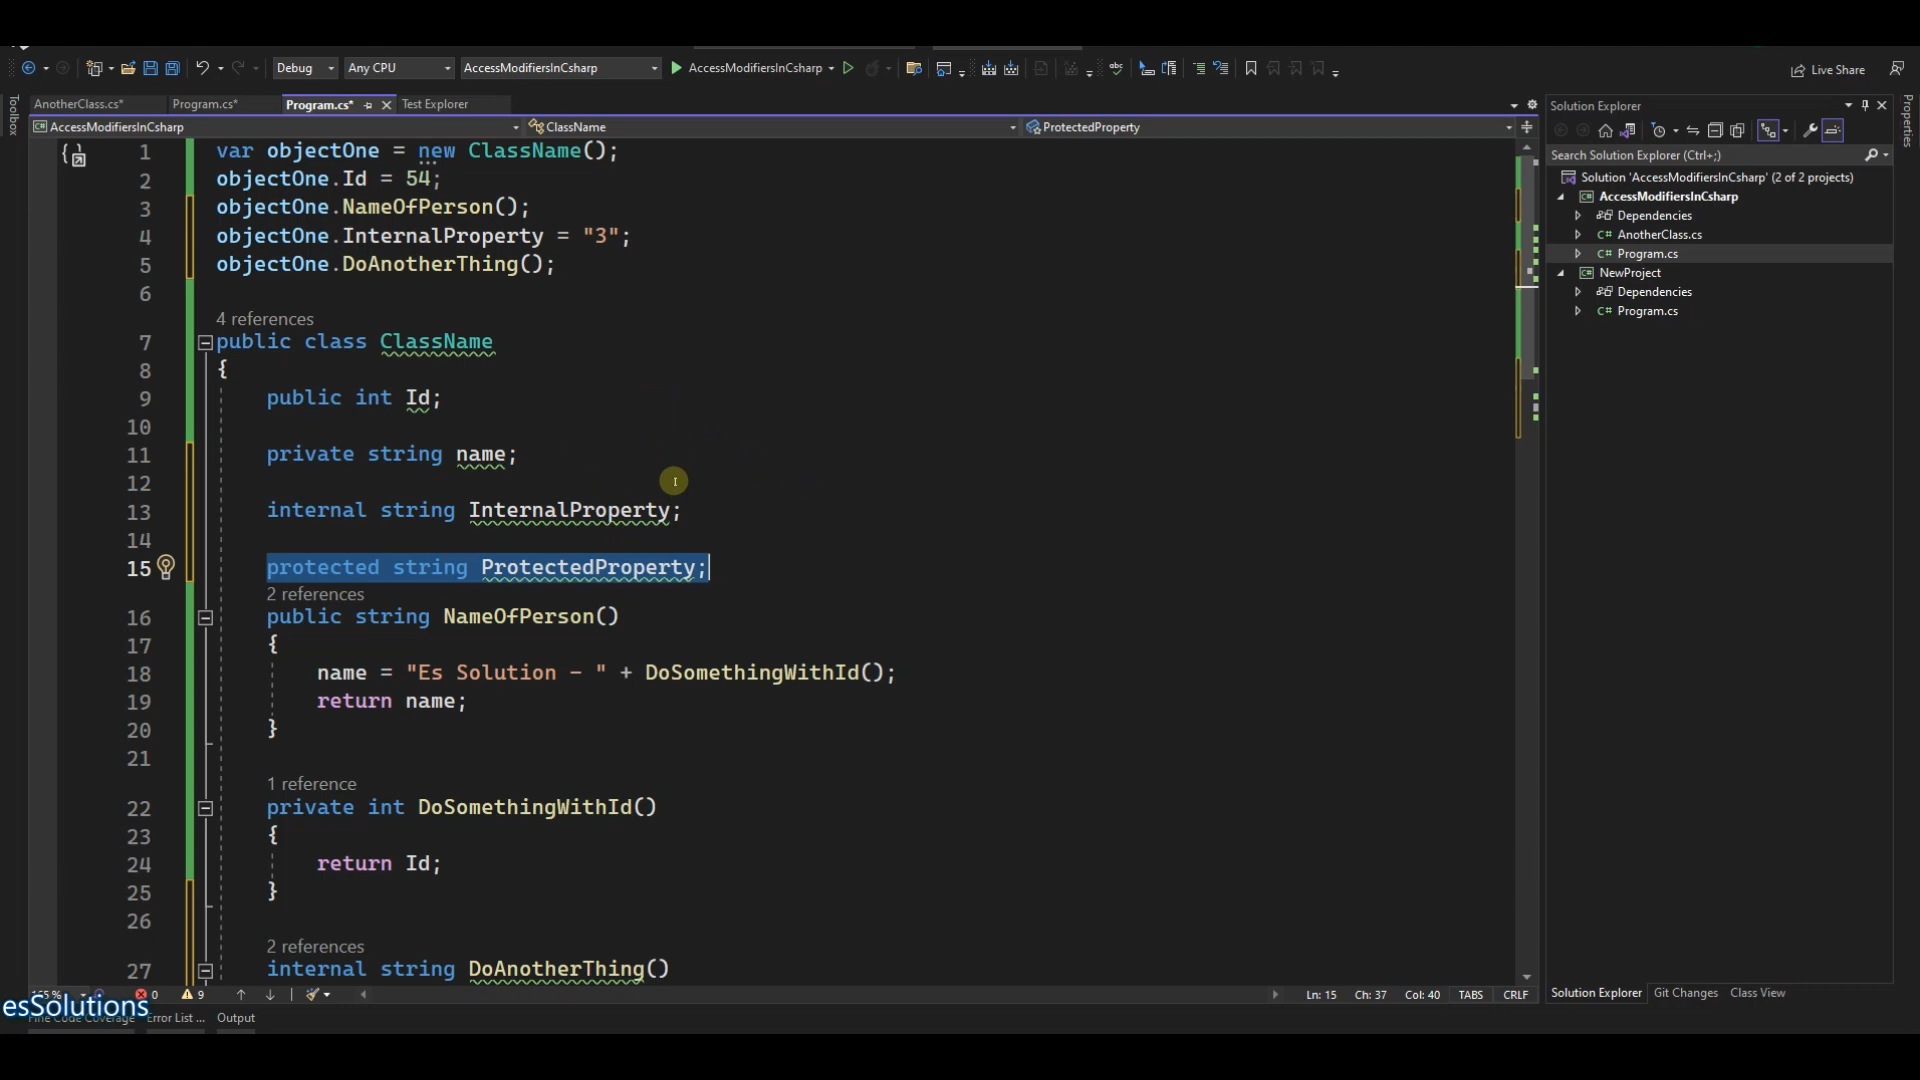 Debug
Any CPU
AccessModifiersInCsharp
AccessModifiersInCsharp
Live Share
Toolbox
AnotherClass.cs*
Program.cs*
Program.cs*
Test Explorer
Solution Explorer
Properties
AccessModifiersInCsharp
ClassName
ProtectedProperty
Search Solution Explorer (Ctrl+;)
Solution 'AccessModifiersInCsharp' (2 of 2 projects)
AccessModifiersInCsharp
Dependencies
C# AnotherClass.cs
C# Program.cs
NewProject
Dependencies
C# Program.cs
1 var objectOne = new ClassName();
2 objectOne.Id = 54;
3 objectOne.NameOfPerson();
4 objectOne.InternalProperty = "3";
5 objectOne.DoAnotherThing();
6
4 references
7 public class ClassName
8 {
9 public int Id;
10
11 private string name;
12
13 internal string InternalProperty;
14
15 protected string ProtectedProperty;
2 references
16 public string NameOfPerson()
17 {
18 name = "Es Solution - " + DoSomethingWithId();
19 return name;
20 }
21
1 reference
22 private int DoSomethingWithId()
23 {
24 return Id;
25 }
26
2 references
27 internal string DoAnotherThing()
0
9
Ln: 15
Ch: 37
Col: 40
TABS
CRLF
Solution Explorer
Git Changes
Class View
esSolutions
Error List ...
Output